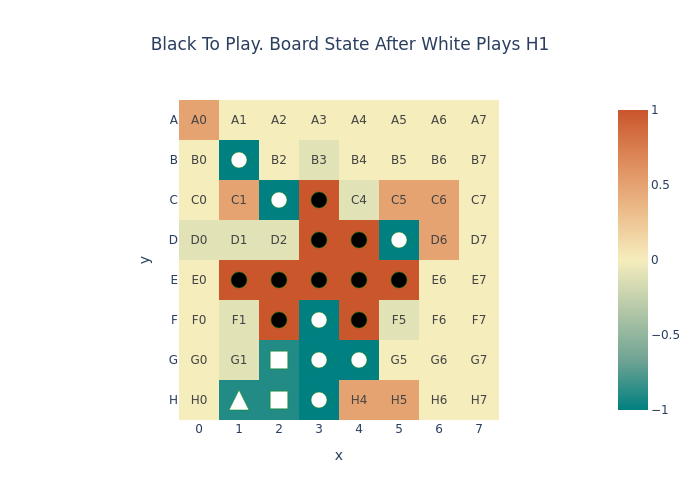 Black To Play. Board State After White Plays H1
A A0 A1 A2 A3 A4 A5 A6 A7
B B0 B2 B3 B4 B5 B6 B7
C C0 C1 C4 C5 C6 C7
D D0 D1 D2 D6 D7
E E0 E6 E7
F F0 F1 F5 F6 F7
G G0 G1 G5 G6 G7
H H0 H4 H5 H6 H7
0 1 2 3 4 5 6 7
x
y
1
0.5
0
−0.5
−1